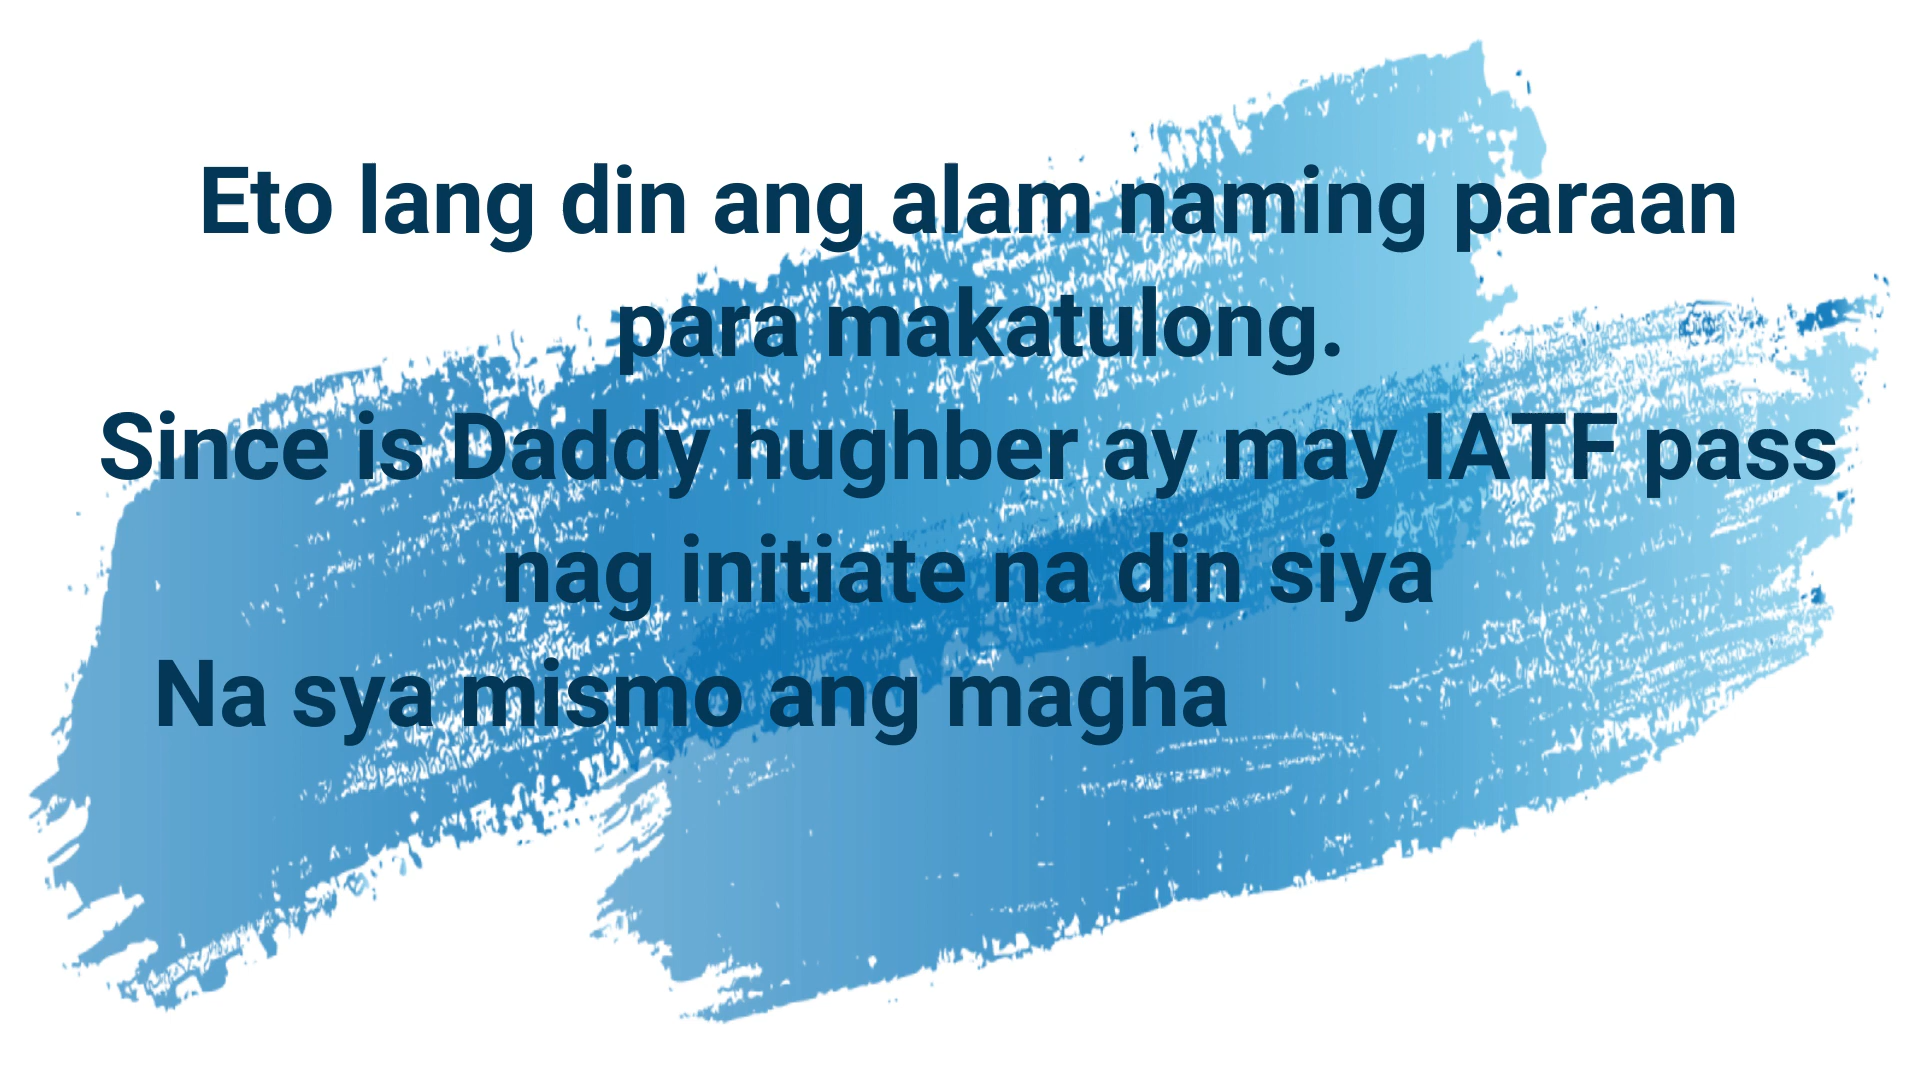 Eto lang din ang alam naming paraan
para makatulong.
Since is Daddy hughber ay may IATF pass
nag initiate na din siya
Na sya mismo ang magha